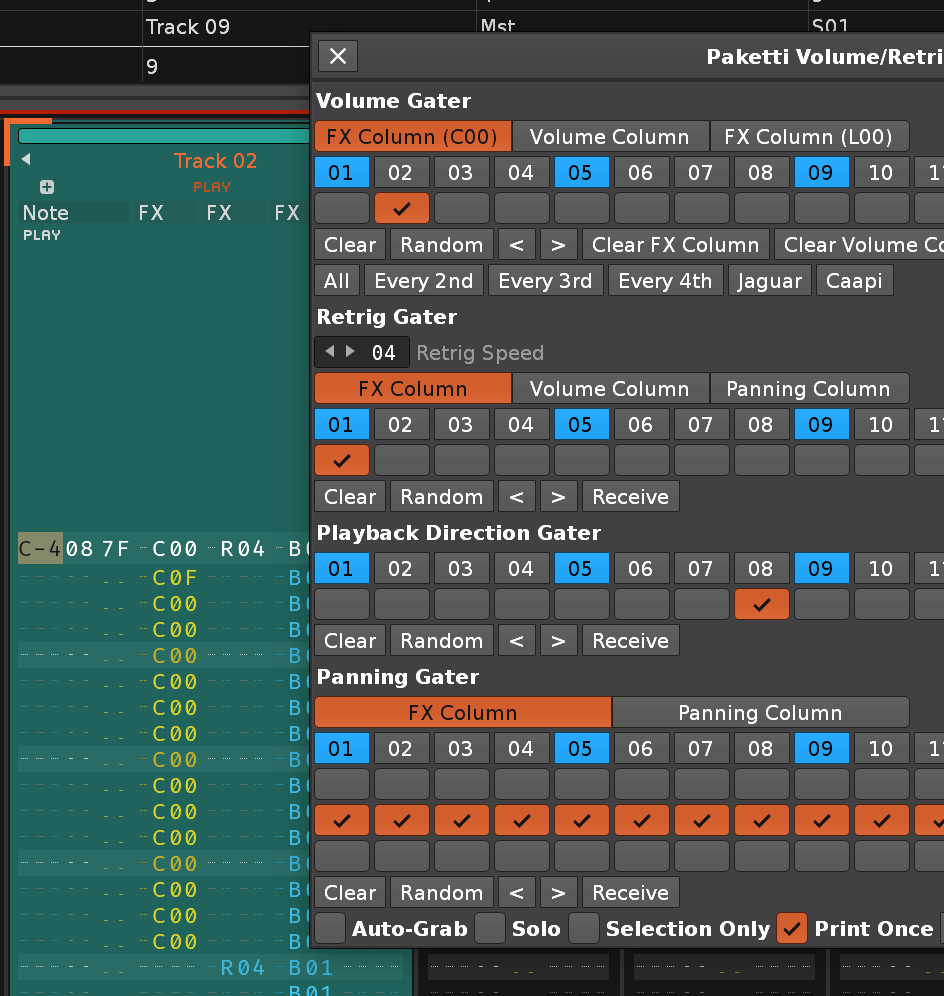 Track 09 Mst S01
9
Paketti Volume/Retri
Track 02
PLAY
Note FX FX FX
PLAY
C-4 08 7F C00 R04 B0
C0F B0
C00 B0
C00 B0
C00 B0
C00 B0
C00 B0
C00 B0
C00 B0
C00 B0
C00 B0
C00 B0
C00 B0
C00 B0
C00 B0
C00 B0
R04 B01
B01
Volume Gater
FX Column (C00) Volume Column FX Column (L00)
01 02 03 04 05 06 07 08 09 10 11
Clear Random < > Clear FX Column Clear Volume Co
All Every 2nd Every 3rd Every 4th Jaguar Caapi
Retrig Gater
04 Retrig Speed
FX Column Volume Column Panning Column
01 02 03 04 05 06 07 08 09 10 11
Clear Random < > Receive
Playback Direction Gater
01 02 03 04 05 06 07 08 09 10 11
Clear Random < > Receive
Panning Gater
FX Column Panning Column
01 02 03 04 05 06 07 08 09 10 11
Clear Random < > Receive
Auto-Grab Solo Selection Only Print Once